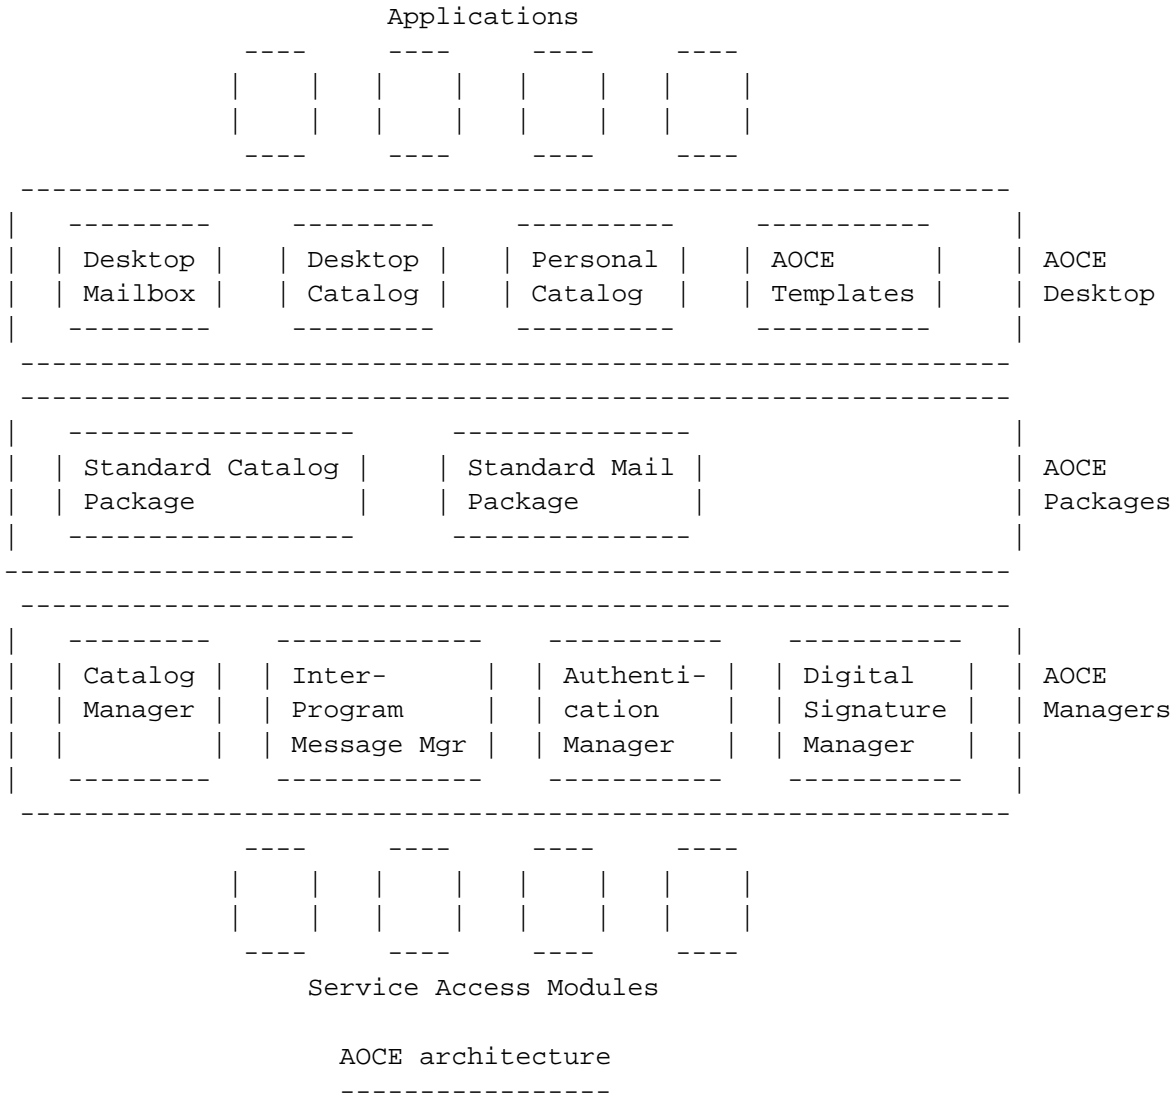 Applications
Desktop Desktop Personal AOCE AOCE
Mailbox Catalog Catalog Templates Desktop
Standard Catalog Standard Mail AOCE
Package Package Packages
Catalog Inter- Authenti- Digital AOCE
Manager Program cation Signature Managers
Message Mgr Manager Manager
Service Access Modules
AOCE architecture